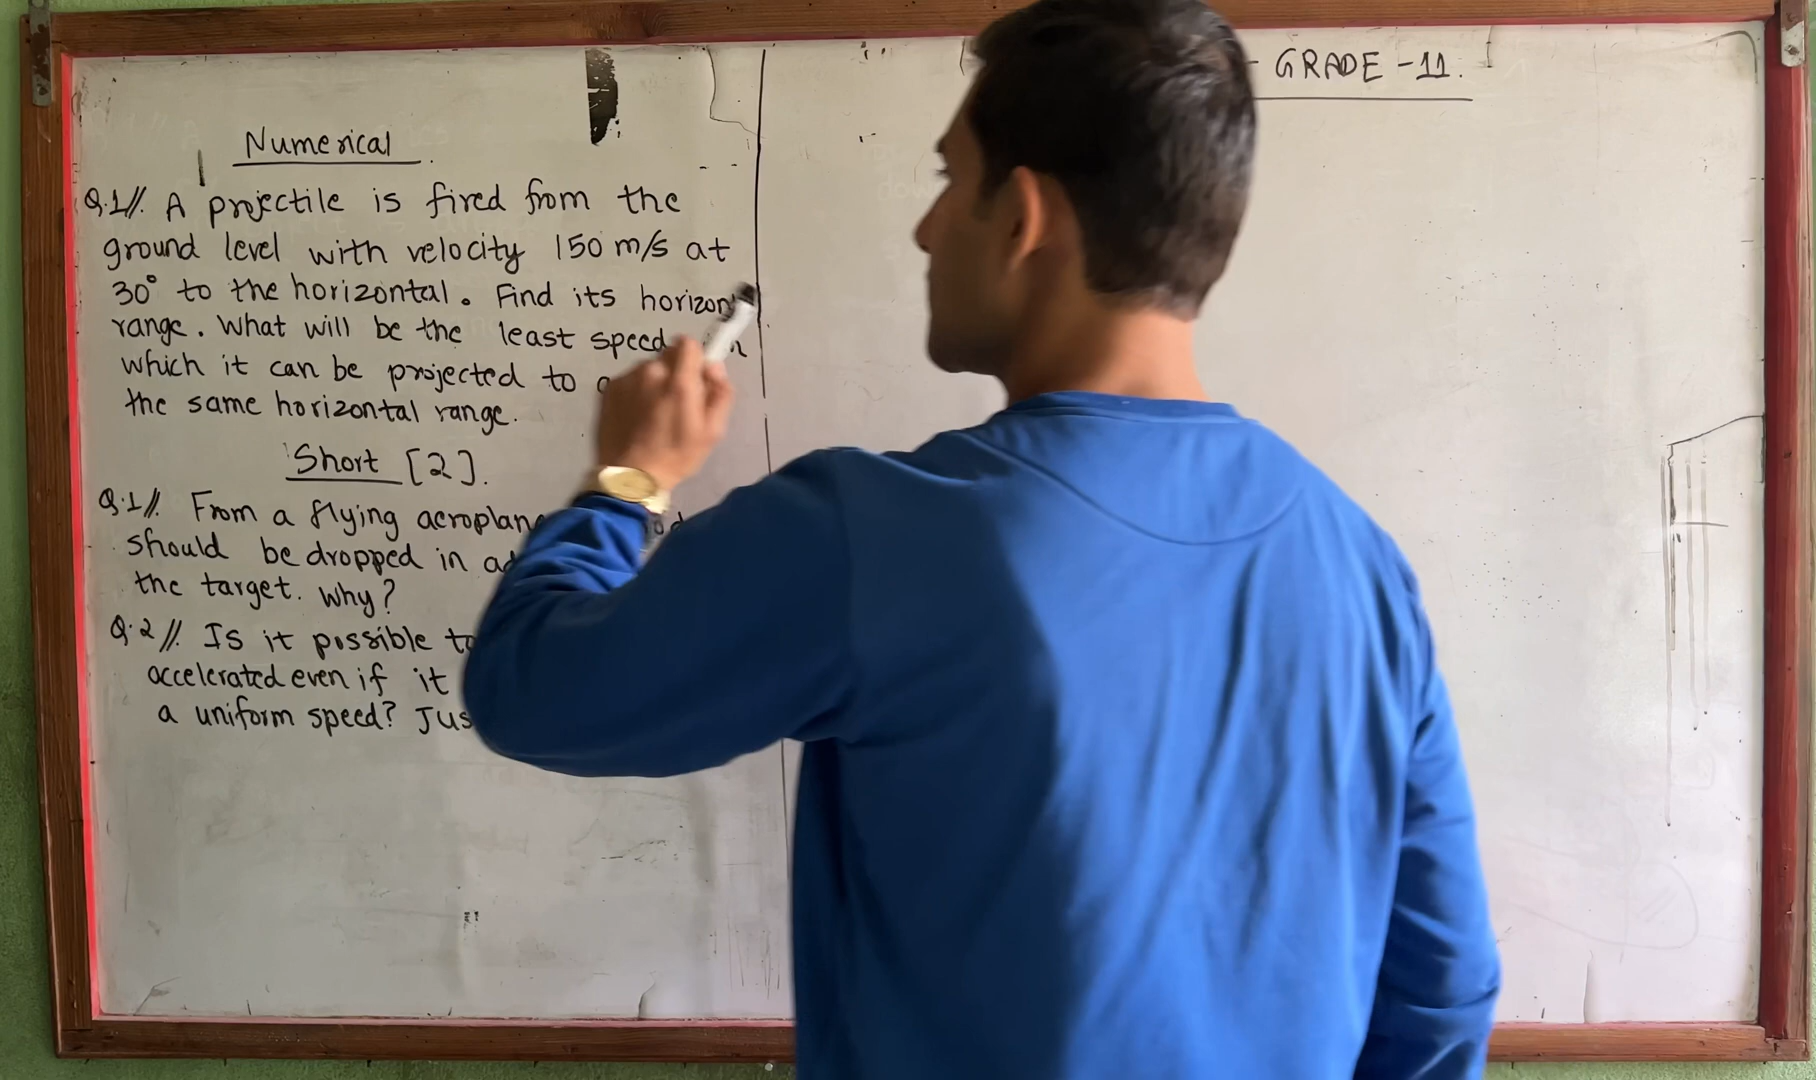 - GRADE -11.
Numerical
Q.1//. A projectile is fired from the
ground level with velocity 150 m/s at
30° to the horizontal. Find its
range. What will be the least speed
which it can be projected to
the same horizontal range.
Short [2].
Q.1//. From a flying
should be dropped in
the target. Why?
Q.2//. Is it possible to
accelerated even if it
a uniform speed?